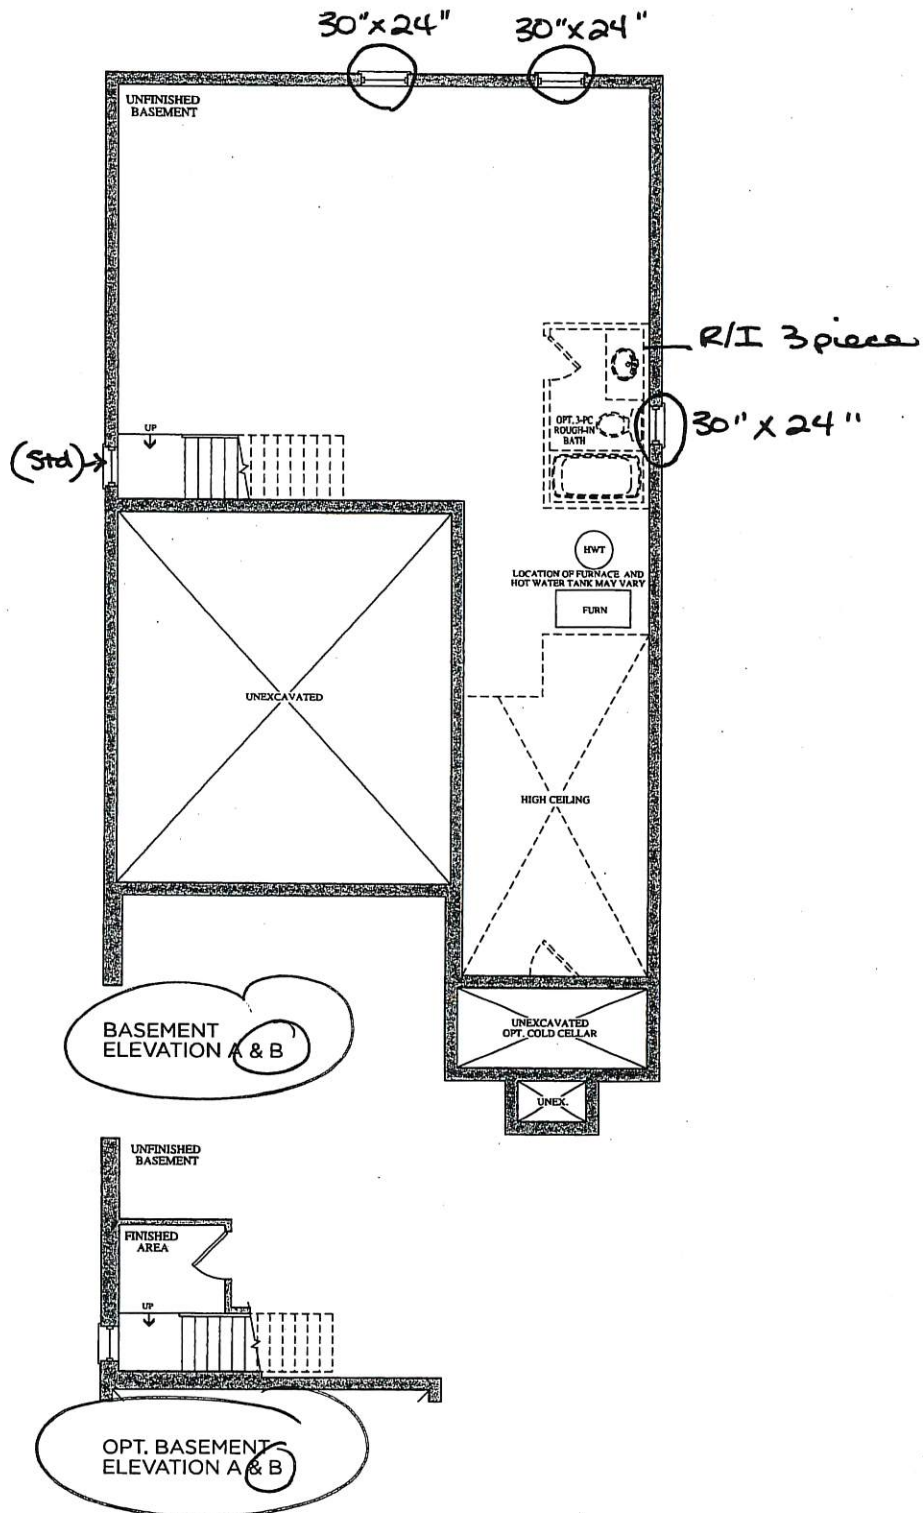 30"x24"
30"x24"
UNFINISHED
BASEMENT
R/I 3 piece
OPT. 3-PC
ROUGH-IN
BATH
30" x 24"
UP
(Std)→
HWT
LOCATION OF FURNACE AND
HOT WATER TANK MAY VARY
FURN
UNEXCAVATED
HIGH CEILING
UNEXCAVATED
OPT. COLD CELLAR
UNEX.
BASEMENT
ELEVATION A & B
UNFINISHED
BASEMENT
FINISHED
AREA
UP
OPT. BASEMENT
ELEVATION A & B